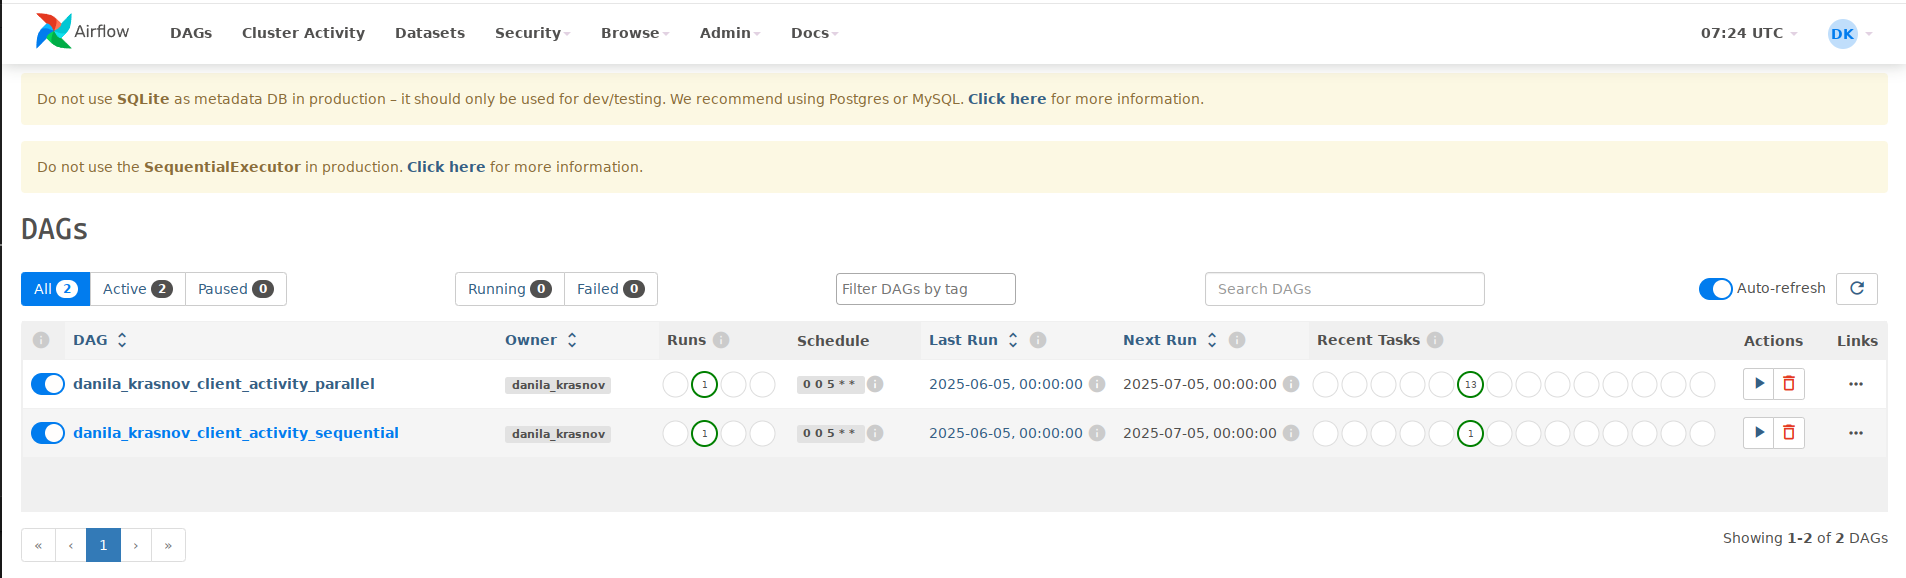 Airflow DAGs Cluster Activity Datasets Security Browse Admin Docs 07:24 UTC DK
Do not use SQLite as metadata DB in production – it should only be used for dev/testing. We recommend using Postgres or MySQL. Click here for more information.
Do not use the SequentialExecutor in production. Click here for more information.
DAGs
All 2 Active 2 Paused 0 Running 0 Failed 0 Filter DAGs by tag Search DAGs Auto-refresh
DAG Owner Runs Schedule Last Run Next Run Recent Tasks Actions Links
danila_krasnov_client_activity_parallel danila_krasnov 1 0 0 5 * * 2025-06-05, 00:00:00 2025-07-05, 00:00:00 13
danila_krasnov_client_activity_sequential danila_krasnov 1 0 0 5 * * 2025-06-05, 00:00:00 2025-07-05, 00:00:00 1
« ‹ 1 › » Showing 1-2 of 2 DAGs